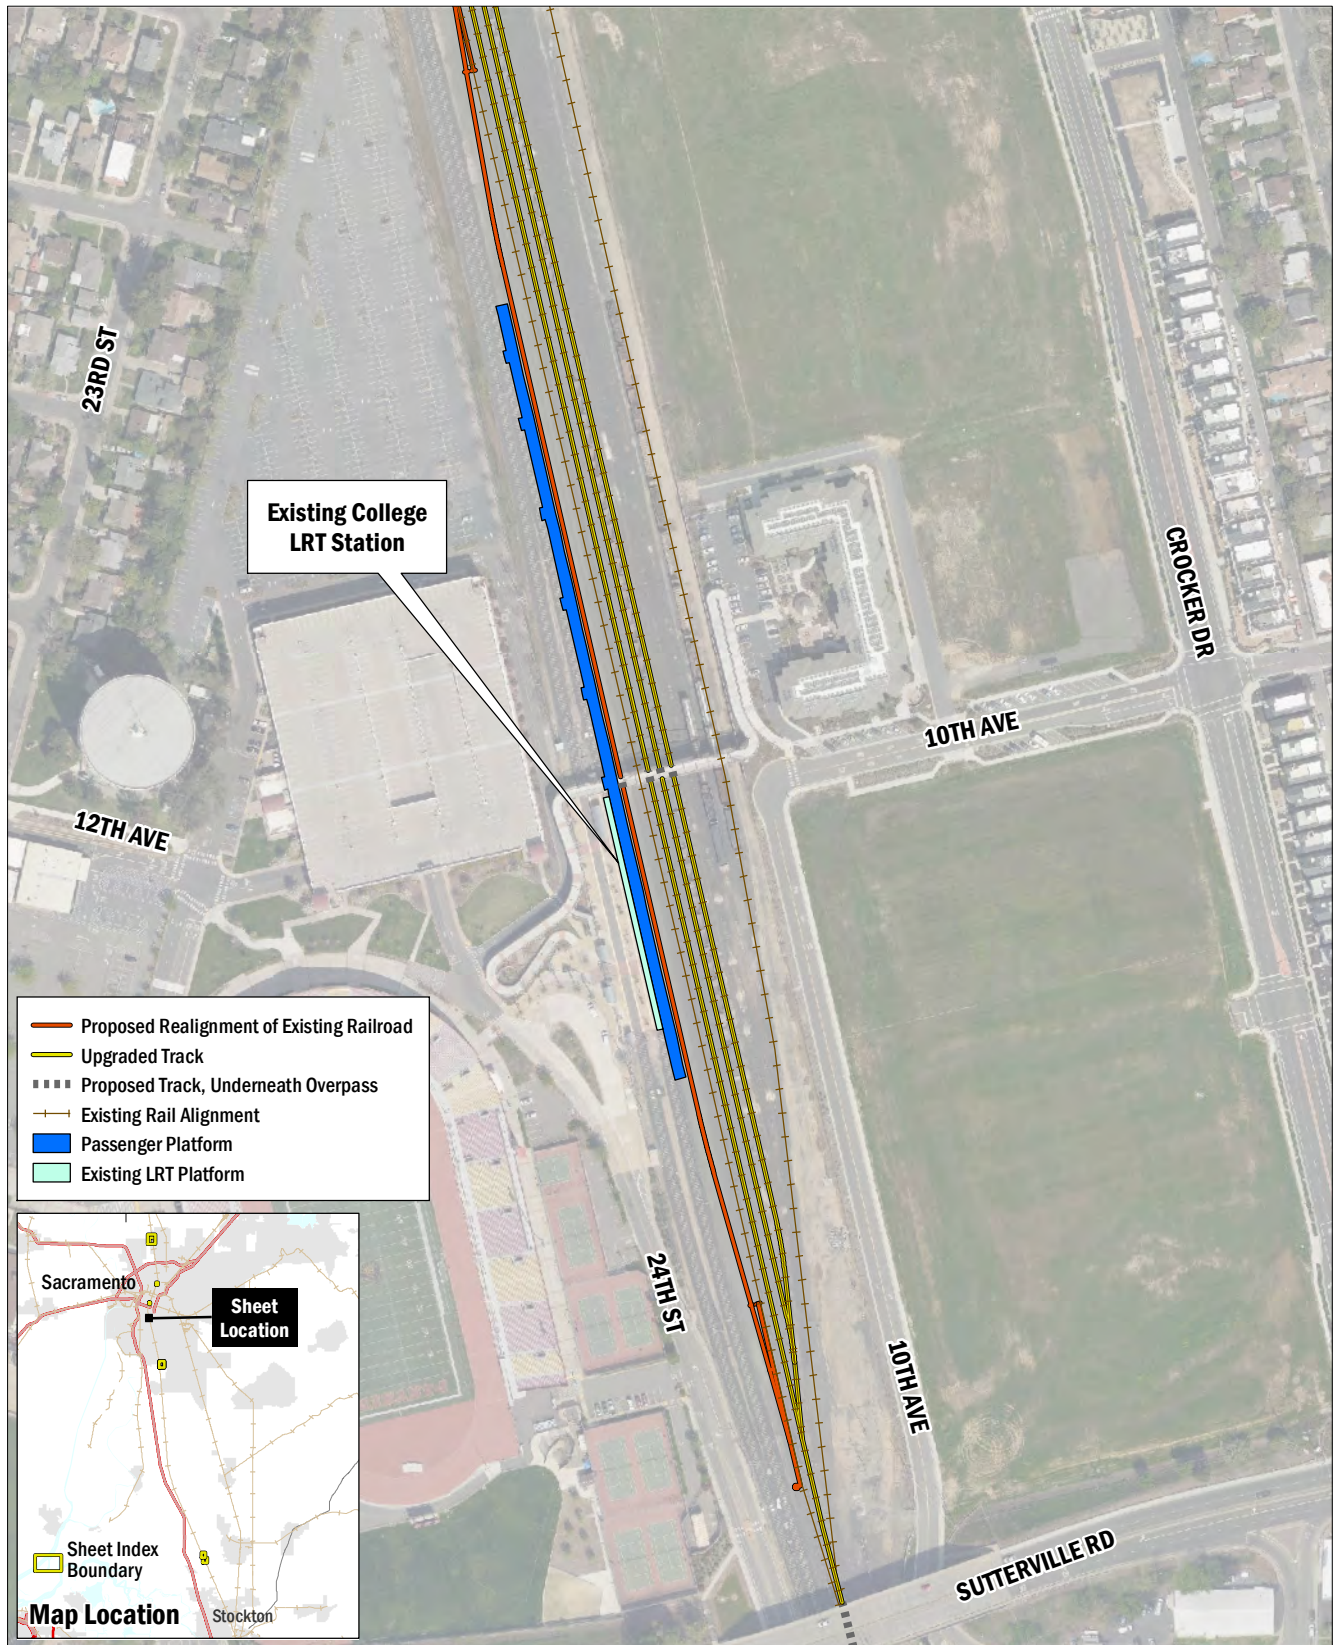 23RD ST
Existing College
LRT Station
CROCKER DR
10TH AVE
12TH AVE
Proposed Realignment of Existing Railroad
Upgraded Track
Proposed Track, Underneath Overpass
Existing Rail Alignment
Passenger Platform
Existing LRT Platform
24TH ST
10TH AVE
SUTTERVILLE RD
Sacramento
Sheet
Location
Sheet Index
Boundary
Map Location
Stockton